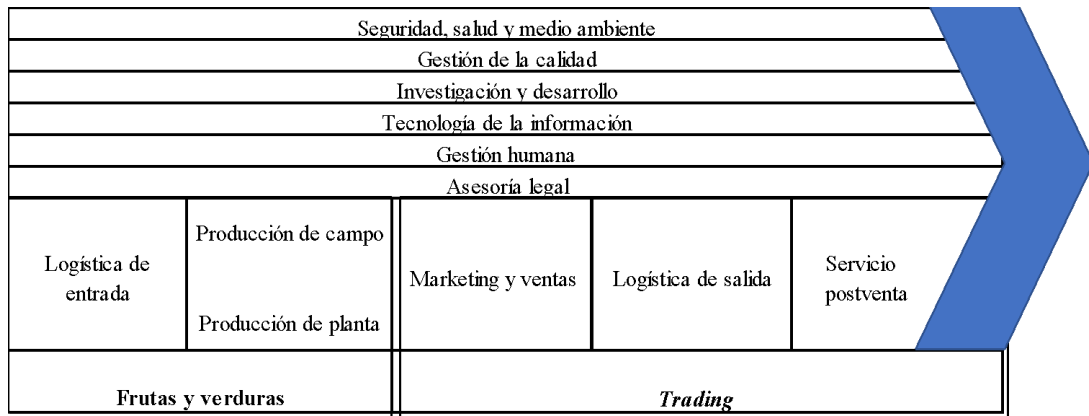 Seguridad, salud y medio ambiente
Gestión de la calidad
Investigación y desarrollo
Tecnología de la información
Gestión humana
Asesoría legal
Logística de
entrada
Producción de campo
Producción de planta
Marketing y ventas
Logística de salida
Servicio
postventa
Frutas y verduras
Trading